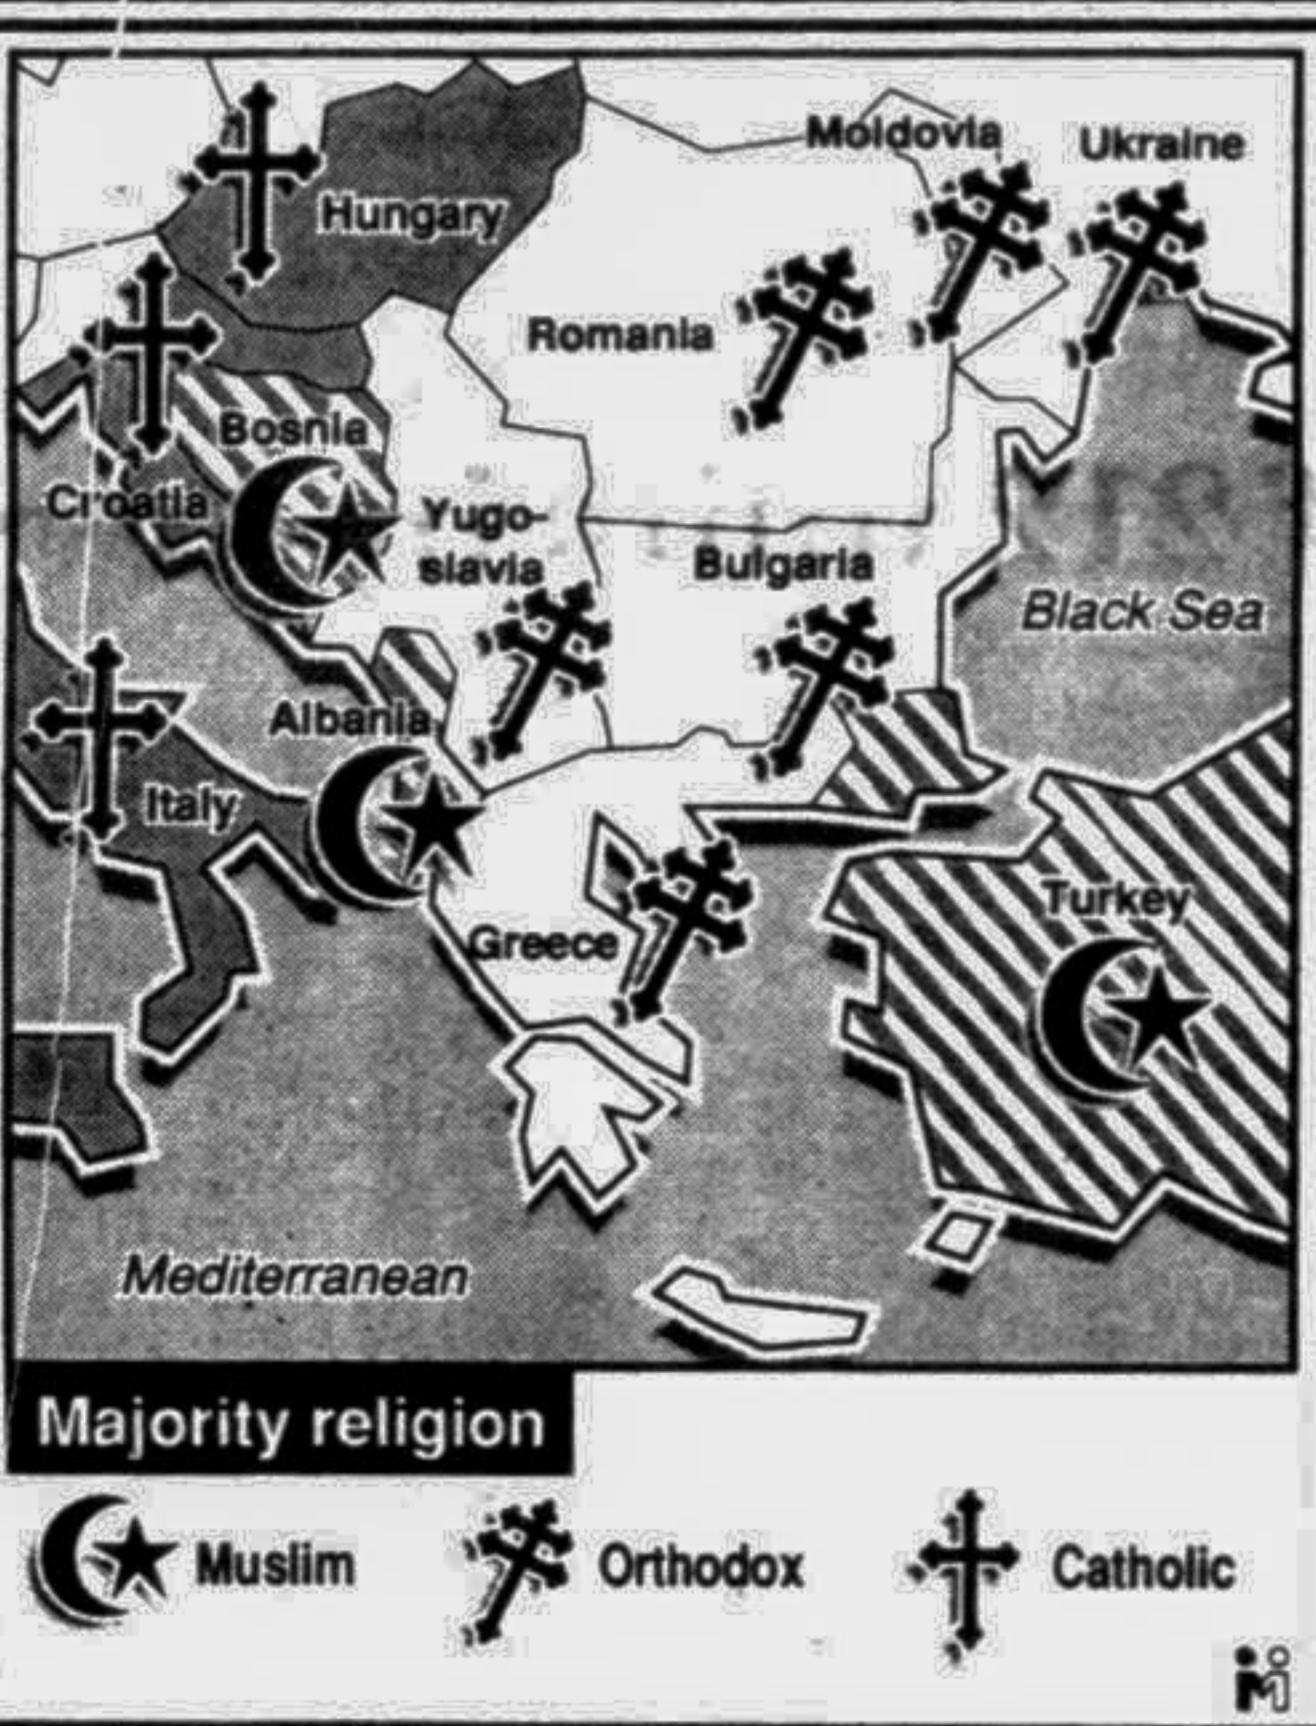 Moldovia
Ukraine
Hungary
Romania
Bosnia
Croatia
Yugo-
slavia
Bulgaria
Black Sea
Albania
Italy
Turkey
Greece
Mediterranean
Majority religion
Muslim
Orthodox
Catholic